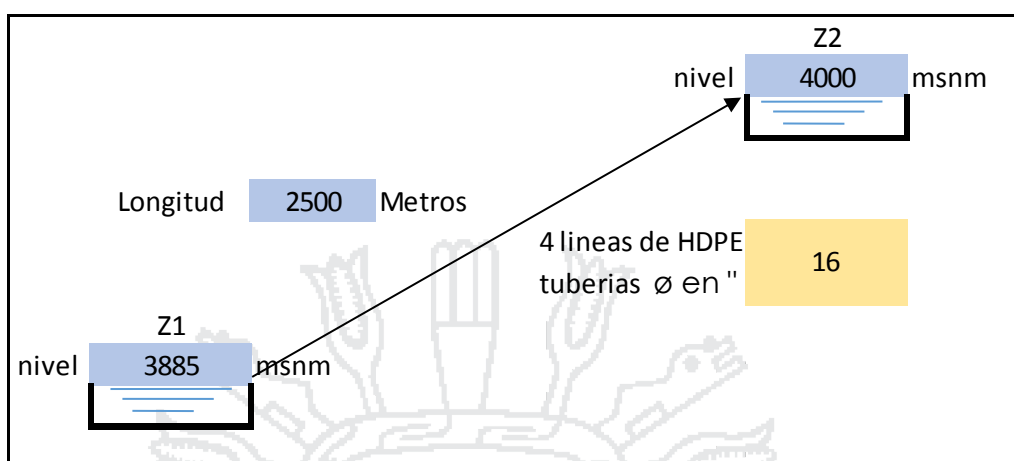 Z2
nivel 4000 msnm
Longitud 2500 Metros
4 lineas de HDPE
tuberias ø en "
16
Z1
nivel 3885 msnm